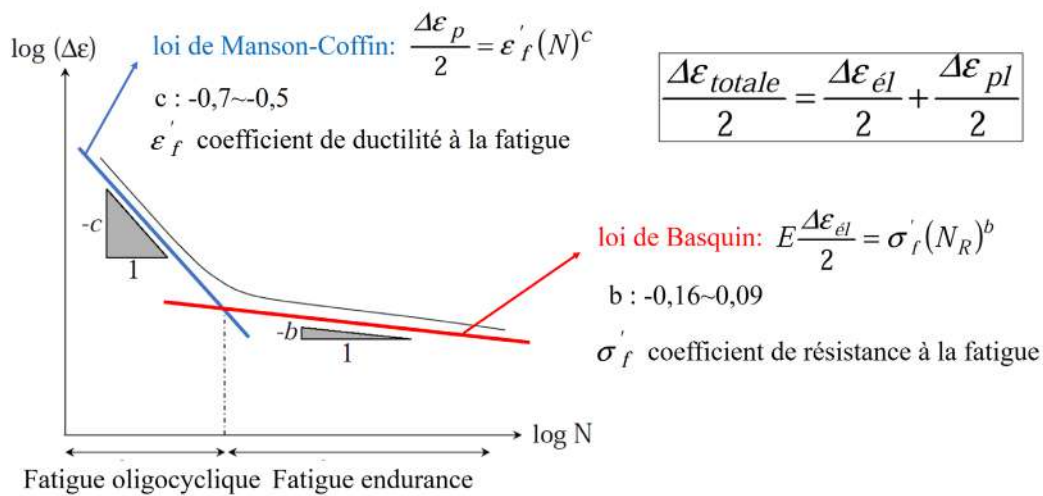 log (Δε)
loi de Manson-Coffin: Δε_p / 2 = ε'_f (N)^c
c : -0,7~-0,5
ε'_f coefficient de ductilité à la fatigue
Δε_totale / 2 = Δε_él / 2 + Δε_pl / 2
-c
1
loi de Basquin: E Δε_él / 2 = σ'_f (N_R)^b
b : -0,16~0,09
σ'_f coefficient de résistance à la fatigue
-b
1
log N
Fatigue oligocyclique Fatigue endurance